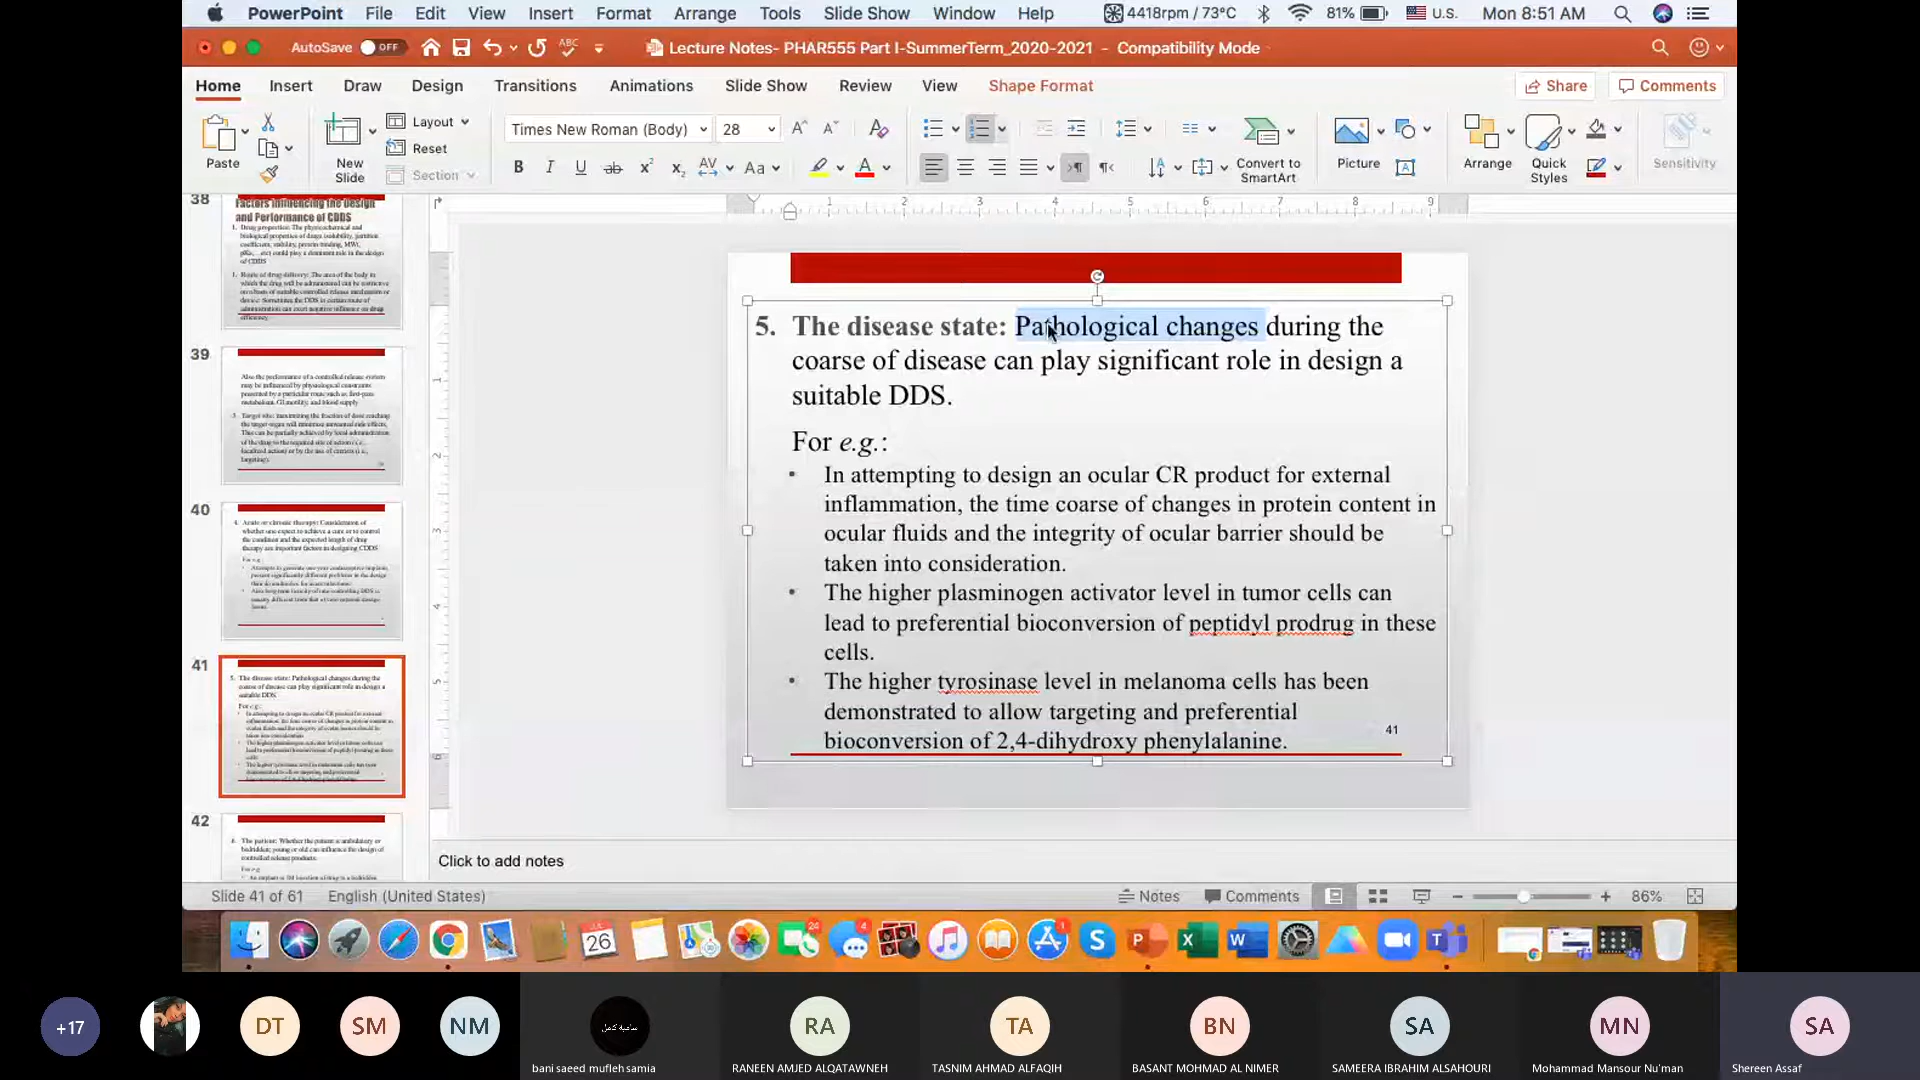 PowerPoint File Edit View Insert Format Arrange Tools Slide Show Window Help 4418rpm / 73°C 81% U.S. Mon 8:51 AM
AutoSave OFF Lecture Notes- PHAR555 Part I-SummerTerm_2020-2021 - Compatibility Mode
Home Insert Draw Design Transitions Animations Slide Show Review View Shape Format Share Comments
Paste
New
Slide
Layout
Reset
Section
Times New Roman (Body) 28
Convert to
SmartArt
Picture
Arrange
Quick
Styles
Sensitivity
38
Factors Influencing the Design
and Performance of CDDS
39
40
41
42
5. The disease state: Pathological changes during the
coarse of disease can play significant role in design a
suitable DDS.
For e.g.:
• In attempting to design an ocular CR product for external
inflammation, the time coarse of changes in protein content in
ocular fluids and the integrity of ocular barrier should be
taken into consideration.
• The higher plasminogen activator level in tumor cells can
lead to preferential bioconversion of peptidyl prodrug in these
cells.
• The higher tyrosinase level in melanoma cells has been
demonstrated to allow targeting and preferential
bioconversion of 2,4-dihydroxy phenylalanine.
41
Click to add notes
Slide 41 of 61 English (United States) Notes Comments 86%
+17 DT SM NM RA TA BN SA MN SA
bani saeed mufleh samia RANEEN AMJED ALQATAWNEH TASNIM AHMAD ALFAQIH BASANT MOHMAD AL NIMER SAMEERA IBRAHIM ALSAHOURI Mohammad Mansour Nu'man Shereen Assaf